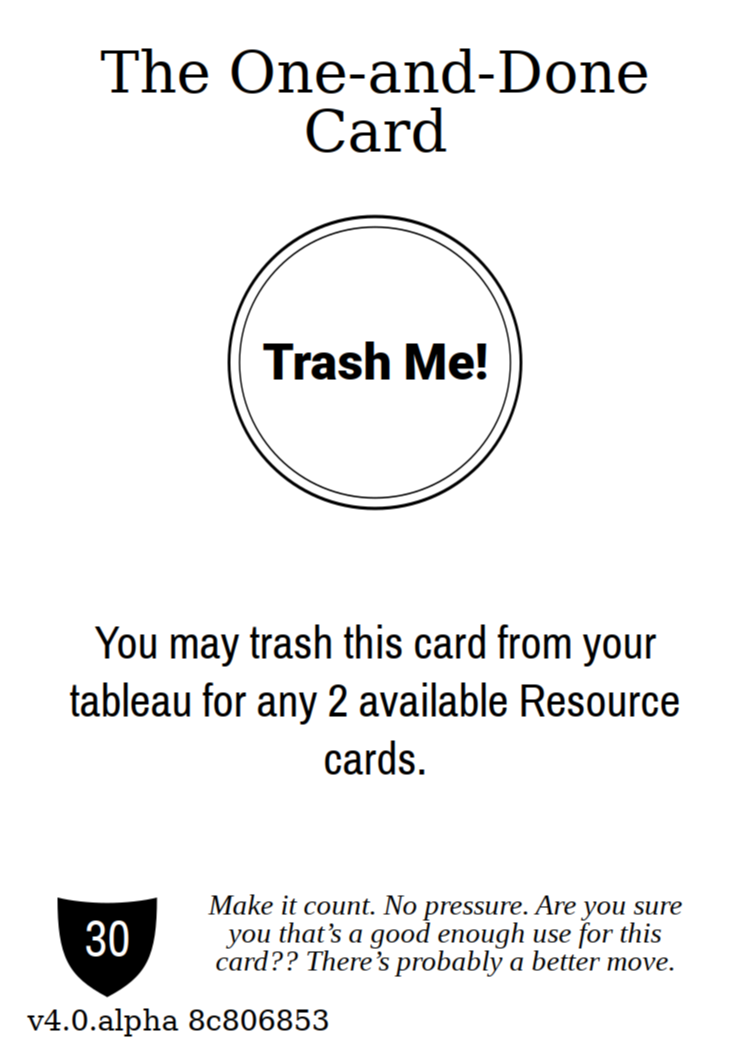 The One-and-Done
Card
Trash Me!
You may trash this card from your
tableau for any 2 available Resource
cards.
30
Make it count. No pressure. Are you sure
you that’s a good enough use for this
card?? There’s probably a better move.
v4.0.alpha 8c806853